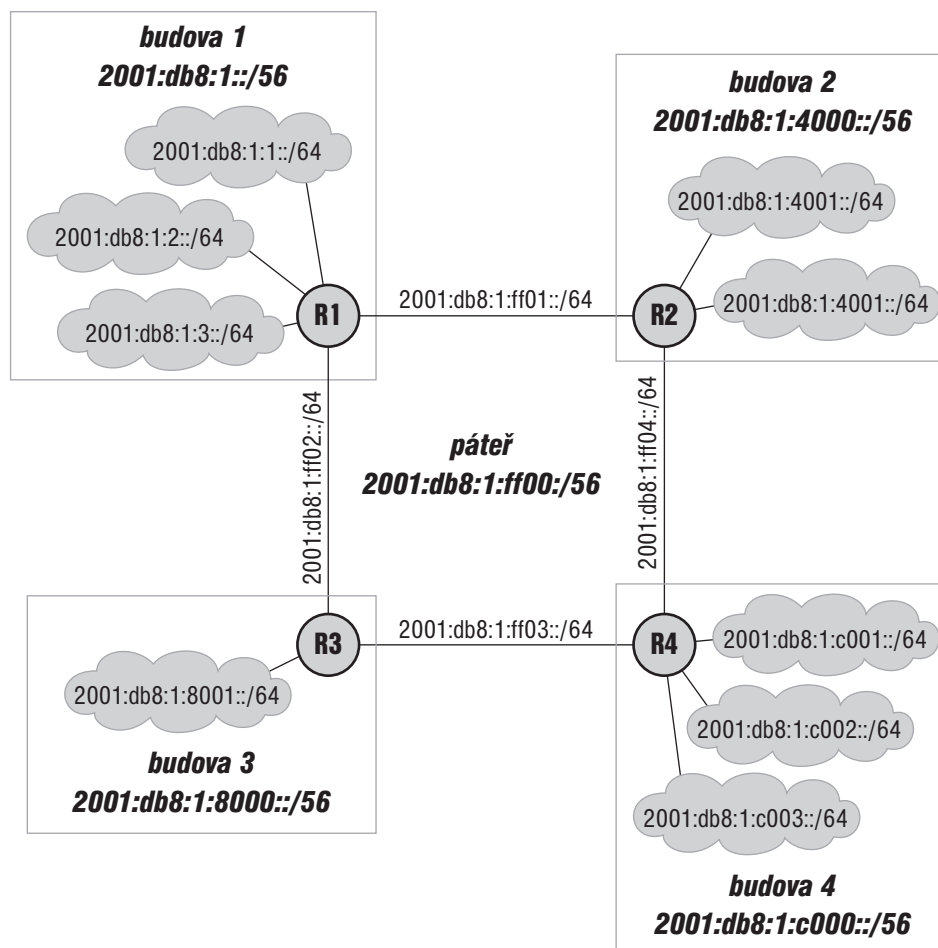 budova 1
2001:db8:1::/56
2001:db8:1:1::/64
2001:db8:1:2::/64
2001:db8:1:3::/64
R1
budova 2
2001:db8:1:4000::/56
2001:db8:1:4001::/64
2001:db8:1:4001::/64
R2
2001:db8:1:ff01::/64
2001:db8:1:ff02::/64
páteř
2001:db8:1:ff00:/56
2001:db8:1:ff04::/64
R3
2001:db8:1:8001::/64
budova 3
2001:db8:1:8000::/56
2001:db8:1:ff03::/64
R4
2001:db8:1:c001::/64
2001:db8:1:c002::/64
2001:db8:1:c003::/64
budova 4
2001:db8:1:c000::/56